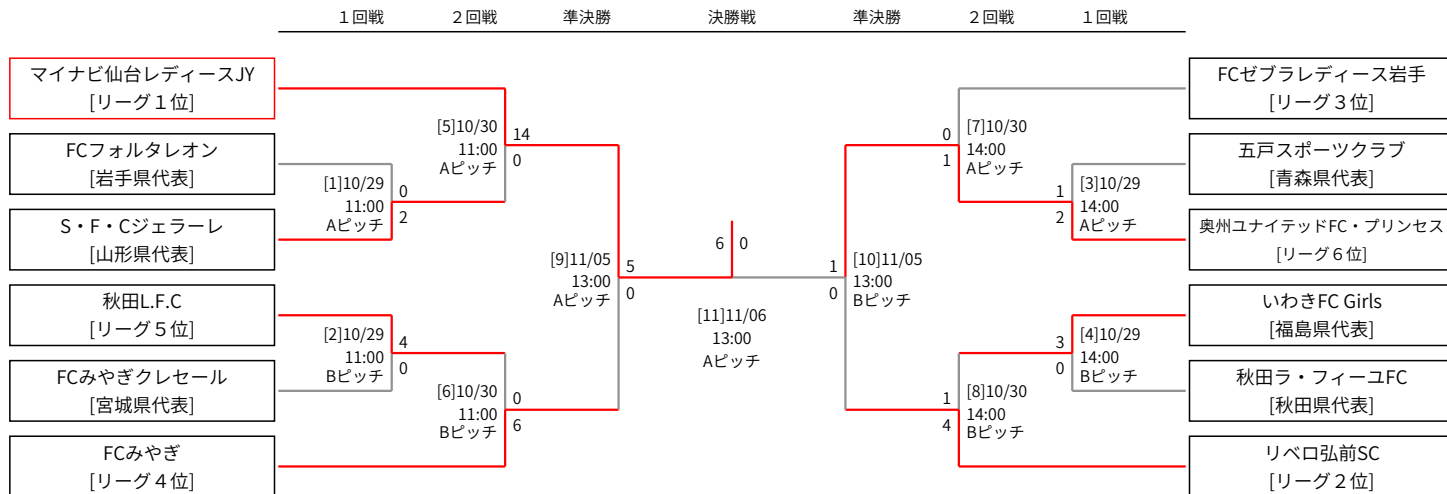 １回戦
２回戦
準決勝
決勝戦
準決勝
２回戦
１回戦
マイナビ仙台レディースJY
[リーグ１位]
FCフォルタレオン
[岩手県代表]
S・F・Cジェラーレ
[山形県代表]
秋田L.F.C
[リーグ５位]
FCみやぎクレセール
[宮城県代表]
FCみやぎ
[リーグ４位]
[1]10/29
11:00
Aピッチ
0
2
[2]10/29
11:00
Bピッチ
4
0
[5]10/30
11:00
Aピッチ
14
0
[6]10/30
11:00
Bピッチ
0
6
[9]11/05
13:00
Aピッチ
5
0
6
0
[11]11/06
13:00
Aピッチ
1
0
[10]11/05
13:00
Bピッチ
0
1
[7]10/30
14:00
Aピッチ
1
4
[8]10/30
14:00
Bピッチ
1
2
[3]10/29
14:00
Aピッチ
3
0
[4]10/29
14:00
Bピッチ
FCゼブラレディース岩手
[リーグ３位]
五戸スポーツクラブ
[青森県代表]
奥州ユナイテッドFC・プリンセス
[リーグ６位]
いわきFC Girls
[福島県代表]
秋田ラ・フィーユFC
[秋田県代表]
リベロ弘前SC
[リーグ２位]